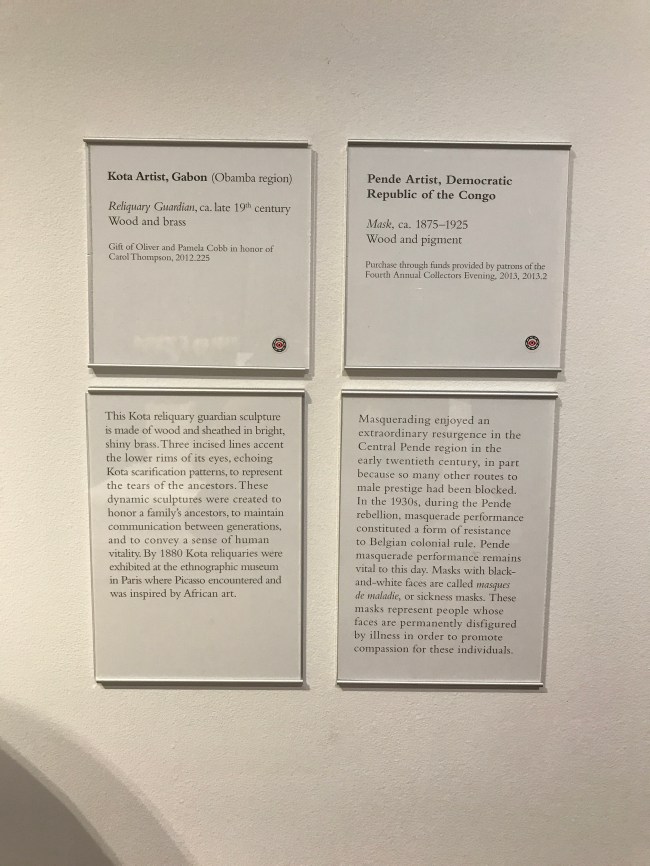 Kota Artist, Gabon (Obamba region)
Reliquary Guardian, ca. late 19th century
Wood and brass
Gift of Oliver and Pamela Cobb in honor of
Carol Thompson, 2012.225
This Kota reliquary guardian sculpture
is made of wood and sheathed in bright,
shiny brass. Three incised lines accent
the lower rims of its eyes, echoing
Kota scarification patterns, to represent
the tears of the ancestors. These
dynamic sculptures were created to
honor a family's ancestors, to maintain
communication between generations,
and to convey a sense of human
vitality. By 1880 Kota reliquaries were
exhibited at the ethnographic museum
in Paris where Picasso encountered and
was inspired by African art.
Pende Artist, Democratic
Republic of the Congo
Mask, ca. 1875–1925
Wood and pigment
Purchase through funds provided by patrons of the
Fourth Annual Collectors Evening, 2013, 2013.2
Masquerading enjoyed an
extraordinary resurgence in the
Central Pende region in the
early twentieth century, in part
because so many other routes to
male prestige had been blocked.
In the 1930s, during the Pende
rebellion, masquerade performance
constituted a form of resistance
to Belgian colonial rule. Pende
masquerade performance remains
vital to this day. Masks with black-
and-white faces are called masques
de maladie, or sickness masks. These
masks represent people whose
faces are permanently disfigured
by illness in order to promote
compassion for these individuals.